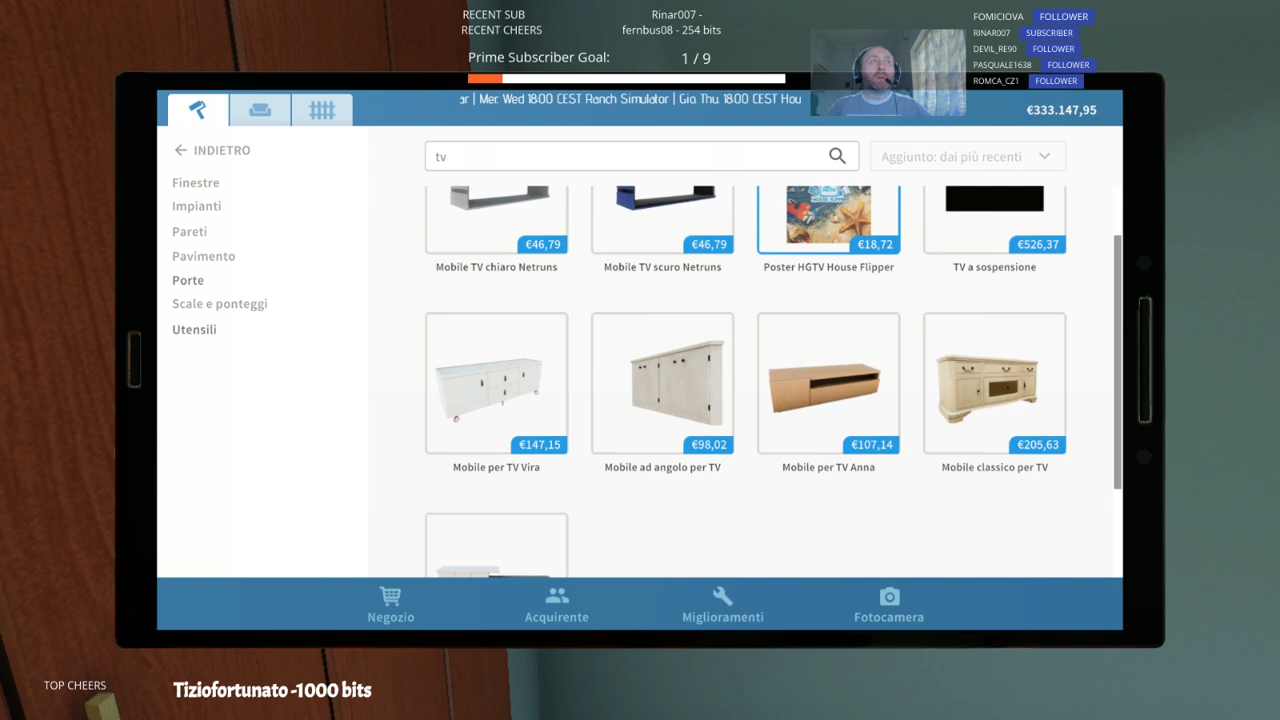 RECENT SUB
Rinar007 -
RECENT CHEERS
fernbus08 - 254 bits
Prime Subscriber Goal:
1 / 9
FOMICIOVA FOLLOWER
RINAR007 SUBSCRIBER
DEVIL_RE90 FOLLOWER
PASQUALE1638 FOLLOWER
ROMCA_CZ1 FOLLOWER
ar | Mer. Wed 18:00 CEST Ranch Simulator | Gio. Thu. 18:00 CEST Hou
€333.147,95
INDIETRO
tv
Aggiunto: dai più recenti
Finestre
Impianti
Pareti
Pavimento
Porte
Scale e ponteggi
Utensili
HOUSE FLIPPER
€46,79
€46,79
€18,72
€526,37
Mobile TV chiaro Netruns
Mobile TV scuro Netruns
Poster HGTV House Flipper
TV a sospensione
€147,15
€98,02
€107,14
€205,63
Mobile per TV Vira
Mobile ad angolo per TV
Mobile per TV Anna
Mobile classico per TV
Negozio
Acquirente
Miglioramenti
Fotocamera
TOP CHEERS
Tiziofortunato -1000 bits